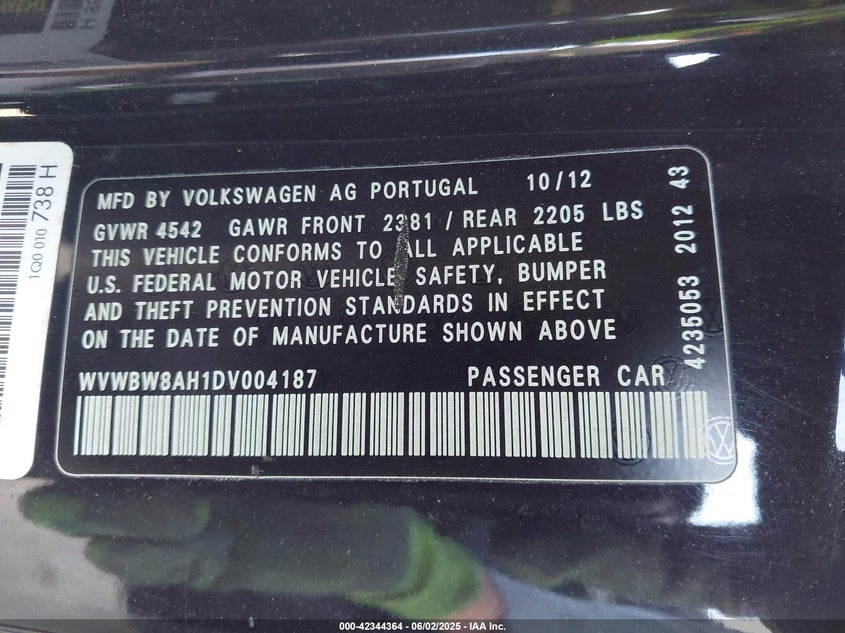 MFD BY VOLKSWAGEN AG PORTUGAL 10/12
GVWR 4542 GAWR FRONT 2381 / REAR 2205 LBS
THIS VEHICLE CONFORMS TO ALL APPLICABLE
U.S. FEDERAL MOTOR VEHICLE SAFETY, BUMPER
AND THEFT PREVENTION STANDARDS IN EFFECT
ON THE DATE OF MANUFACTURE SHOWN ABOVE
WVWBW8AH1DV004187 PASSENGER CAR
4235053 2012 43
1Q0 010 738 H
000-42344364 - 06/02/2025 - IAA Inc.